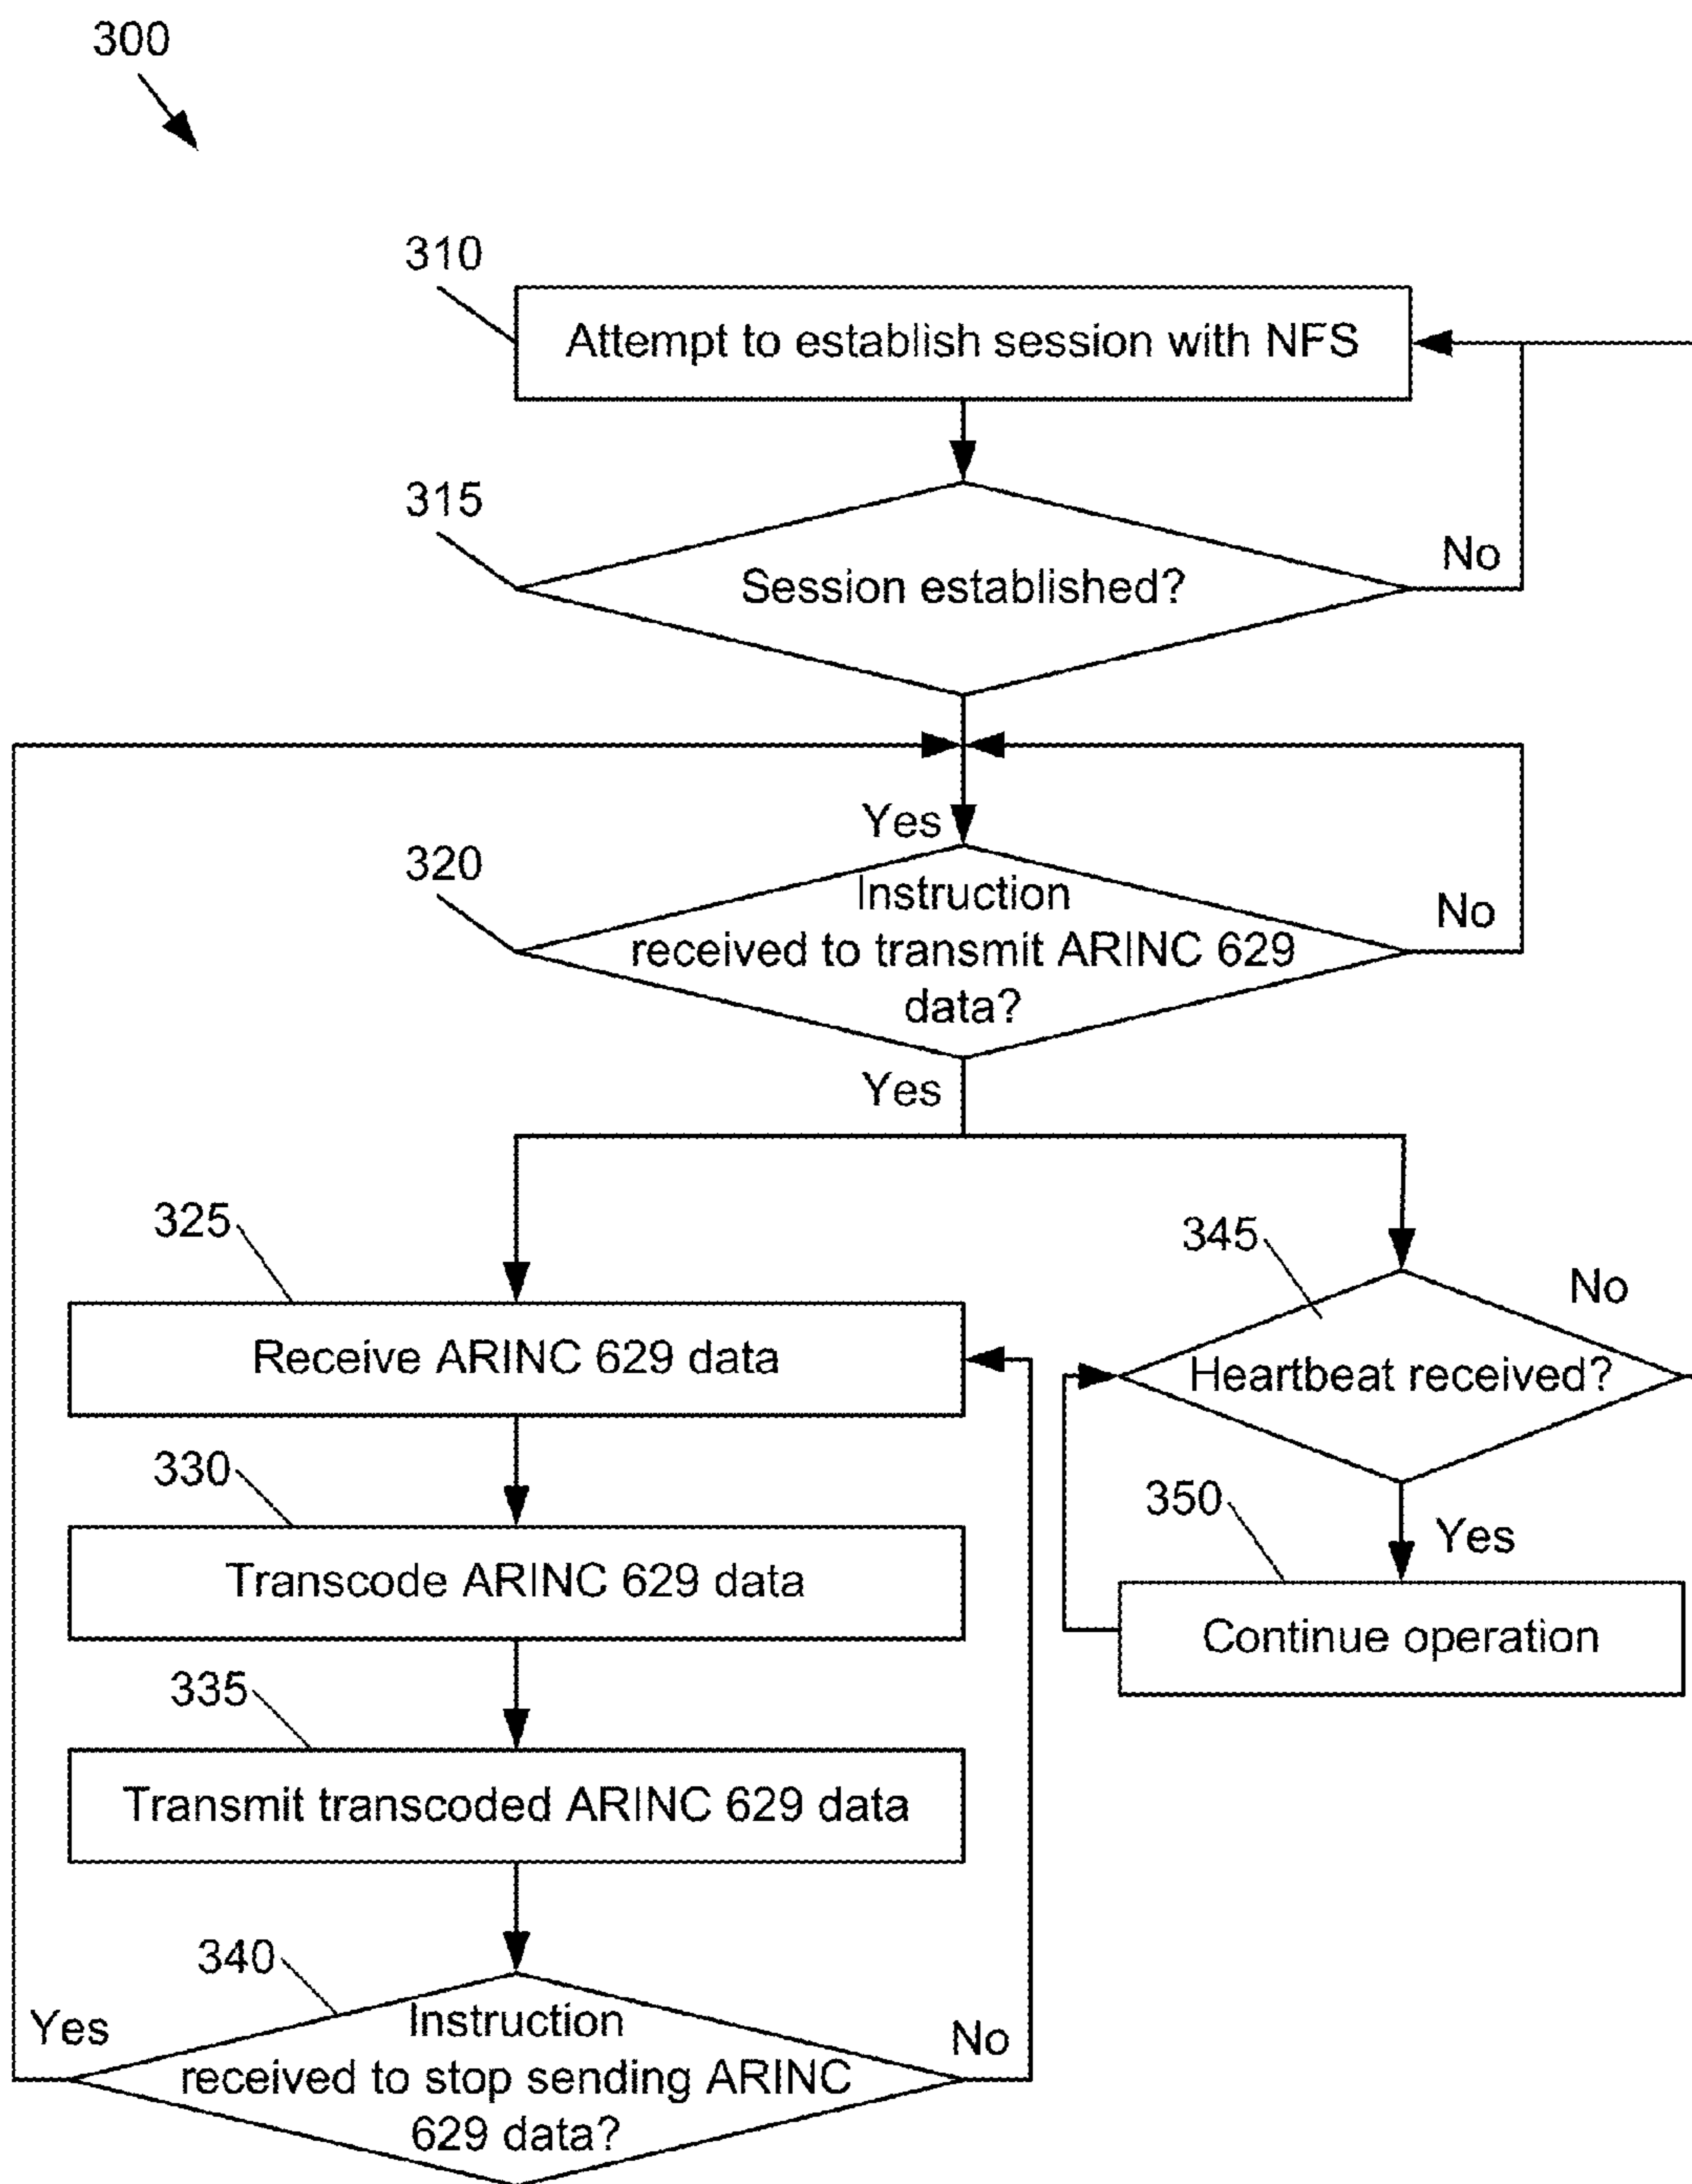 300
310
Attempt to establish session with NFS
315
Session established?
No
Yes
320
Instruction
received to transmit ARINC 629
data?
No
Yes
325
Receive ARINC 629 data
345
No
Heartbeat received?
330
Transcode ARINC 629 data
350
Yes
Continue operation
335
Transmit transcoded ARINC 629 data
340
Yes
Instruction
received to stop sending ARINC
629 data?
No